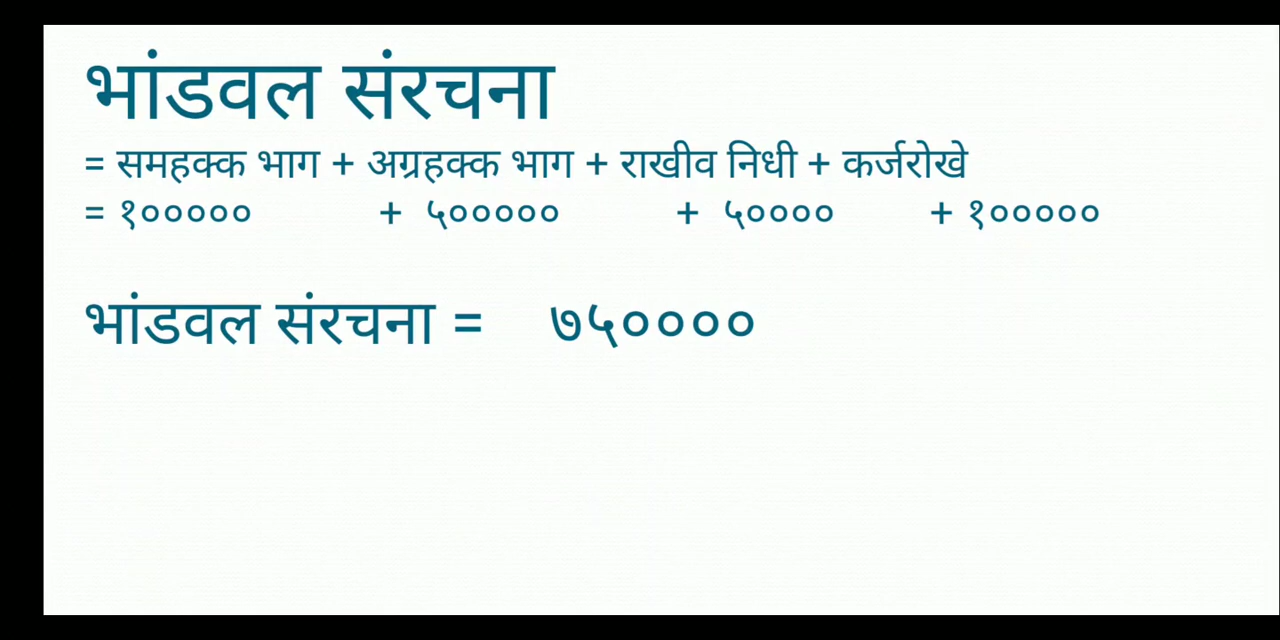 भांडवल संरचना
= समहक्क भाग + अग्रहक्क भाग + राखीव निधी + कर्जरोखे
= १००००० + ५००००० + ५०००० + १०००००
भांडवल संरचना = ७५००००